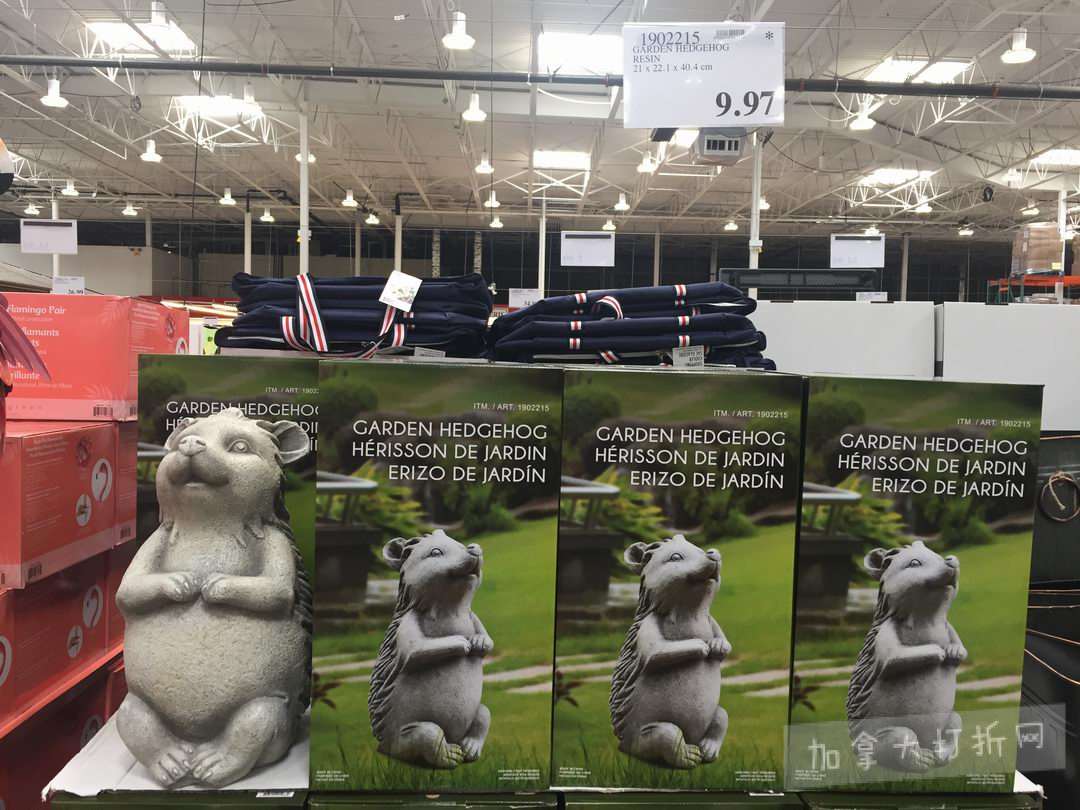 1902215 *
GARDEN HEDGEHOG
RESIN
21 x 22.1 x 40.4 cm
9.97
26.99
Flamingo Pair
ITM. / ART. 1902
GARDEN HEDGEHOG
ITM. / ART. 1902215
GARDEN HEDGEHOG
HÉRISSON DE JARDIN
ERIZO DE JARDÍN
ITM. / ART. 1902215
GARDEN HEDGEHOG
HÉRISSON DE JARDIN
ERIZO DE JARDÍN
ITM. / ART. 1902215
GARDEN HEDGEHOG
HÉRISSON DE JARDIN
ERIZO DE JARDÍN
加拿大打折网